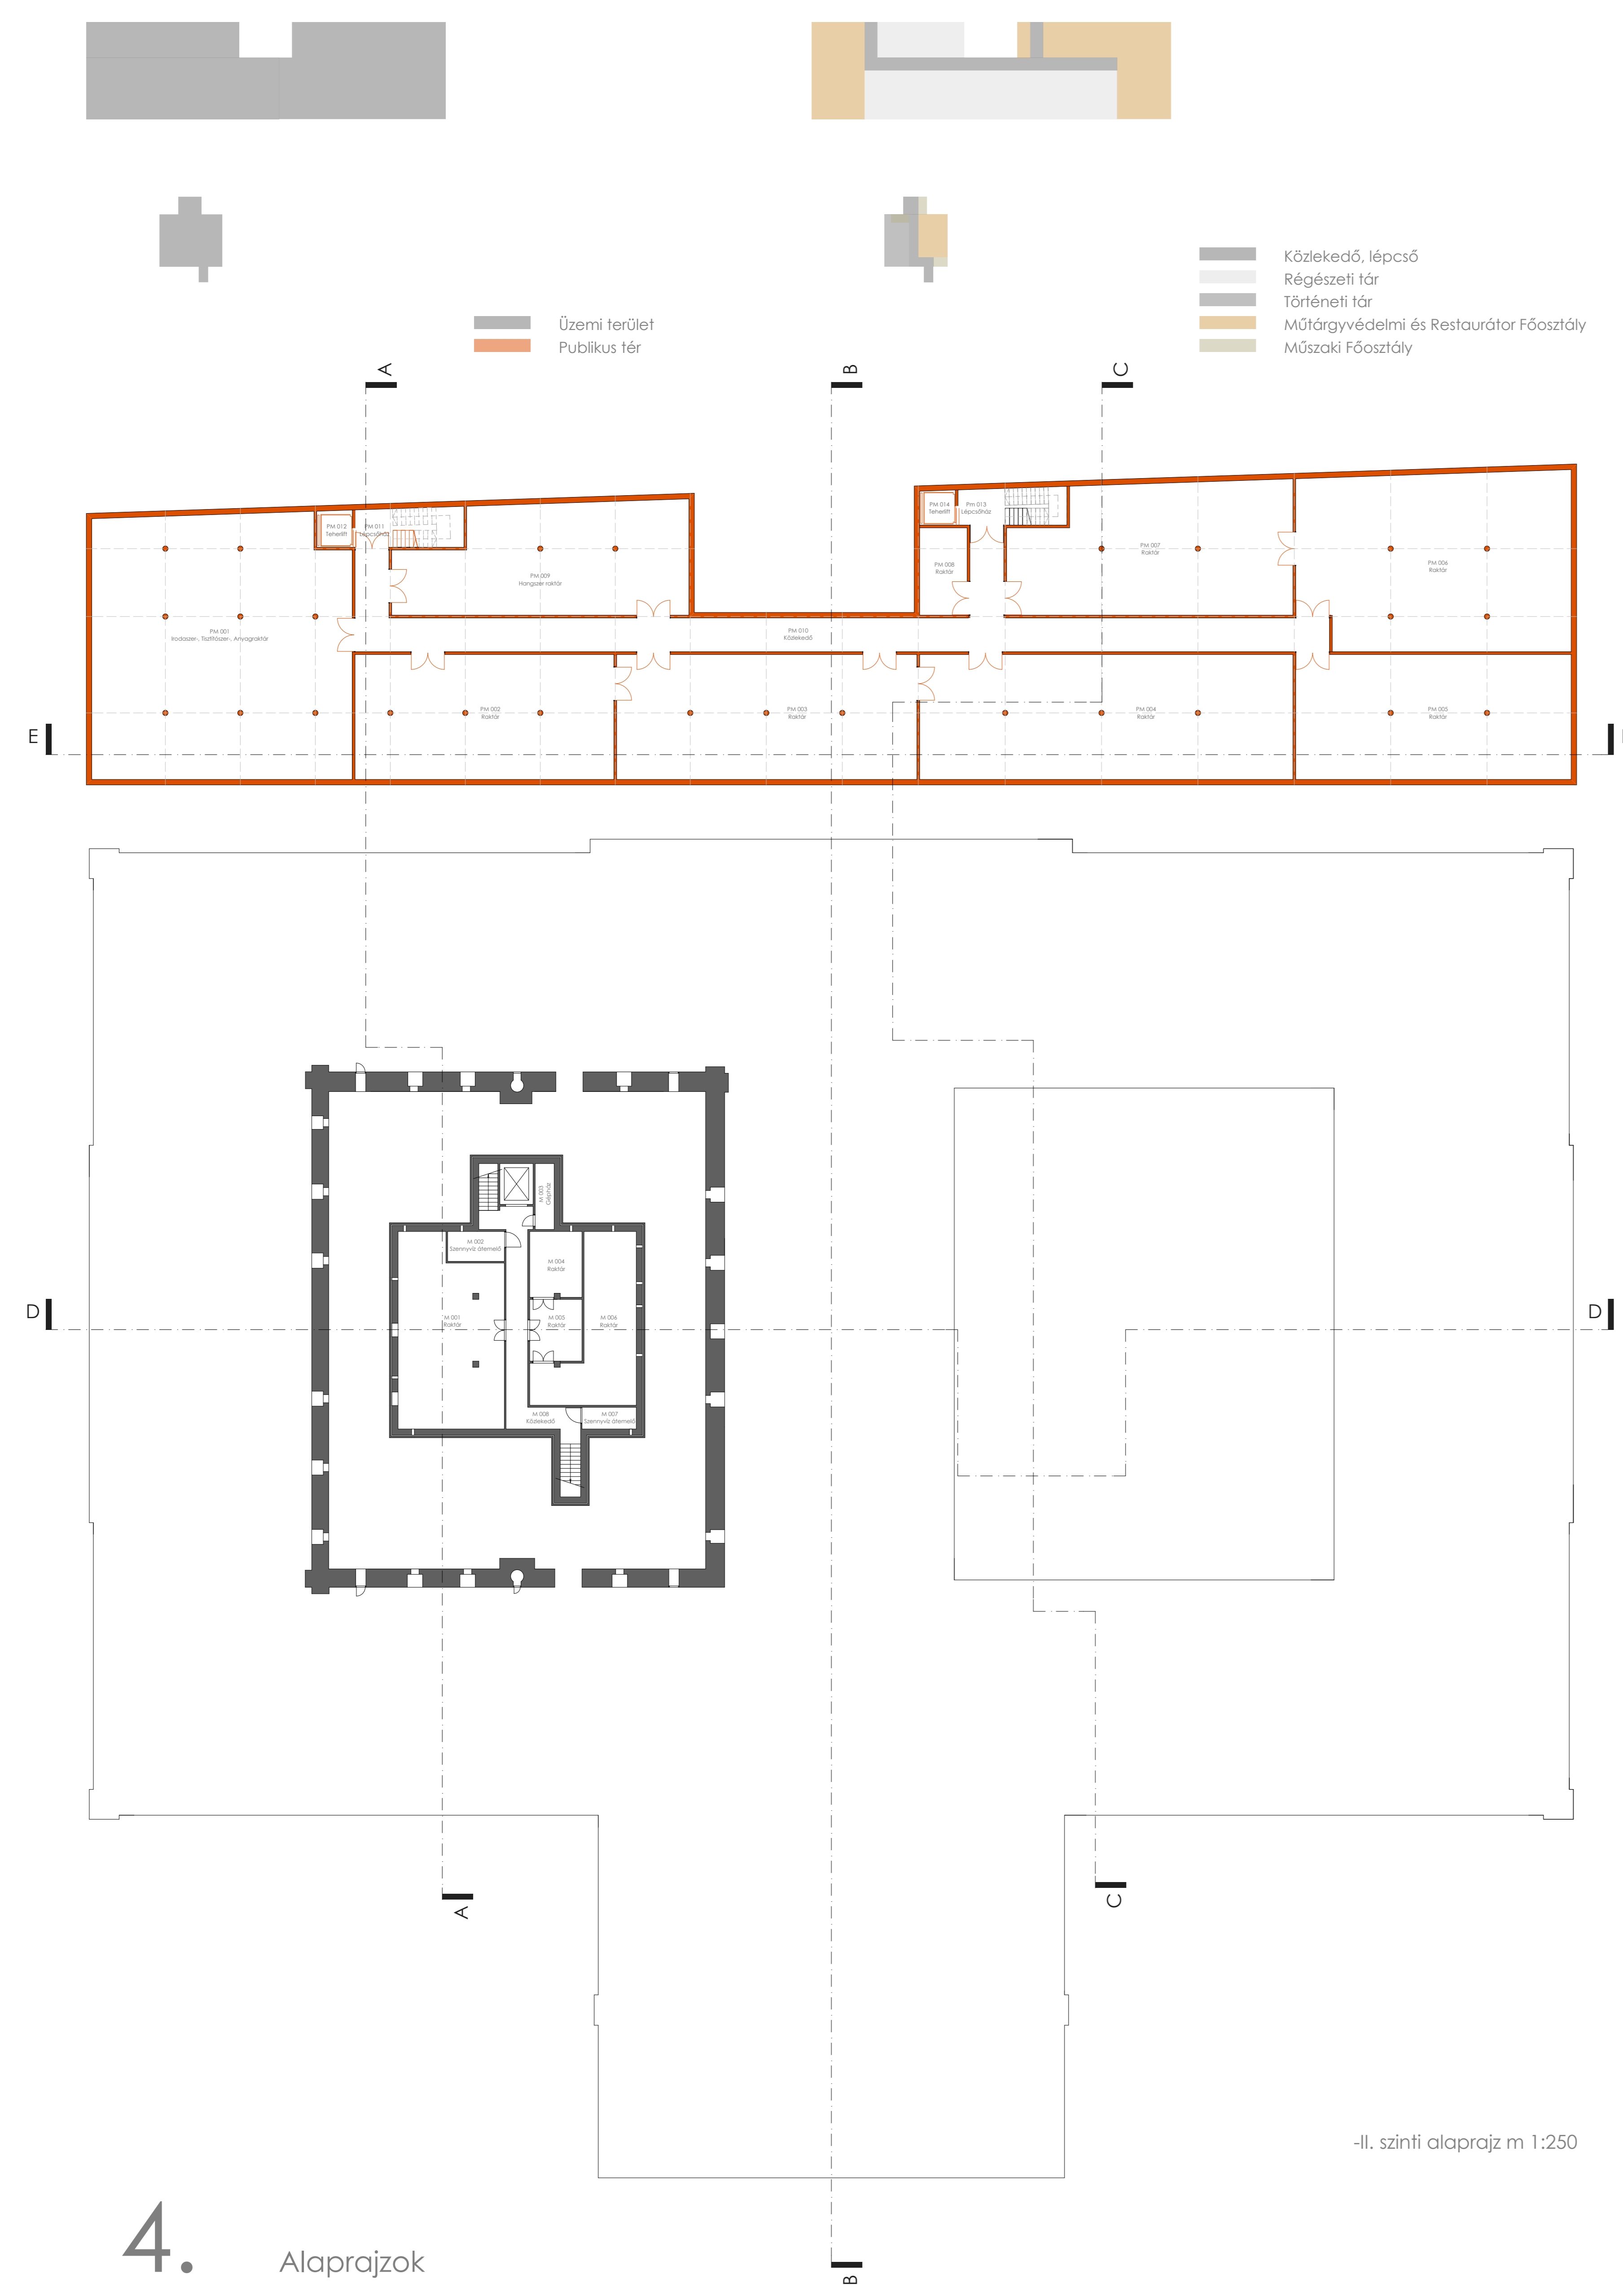 Közlekedő, lépcső
Régészeti tár
Történeti tár
Üzemi terület
Műtárgyvédelmi és Restaurátor Főosztály
Publikus tér
Műszaki Főosztály
A
B
C
PM 014
Teherlift
Pm 013
Lépcsőház
PM 012
Teherlift
PM 011
Lépcsőház
PM 007
Raktár
PM 006
Raktár
PM 008
Raktár
PM 009
Hangszer raktár
PM 001
Irodaszer-, Tisztítószer-, Anyagraktár
PM 010
Közlekedő
PM 002
Raktár
PM 003
Raktár
PM 004
Raktár
PM 005
Raktár
E
M 003
Gépház
M 002
Szennyvíz átemelő
M 004
Raktár
D
M 001
Raktár
M 005
Raktár
M 006
Raktár
D
M 008
Közlekedő
M 007
Szennyvíz átemelő
A
C
-II. szinti alaprajz m 1:250
4.
Alaprajzok
B